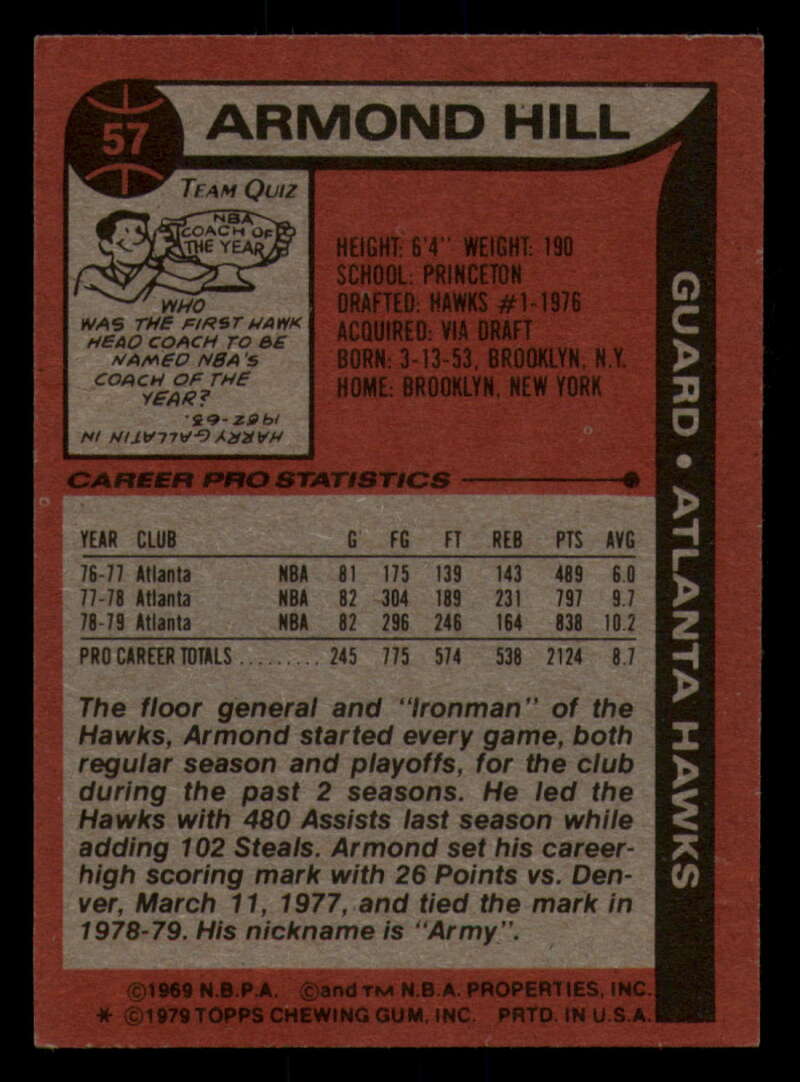 57
ARMOND HILL
TEAM QUIZ
NBA
COACH OF
THE YEAR
WHO
WAS THE FIRST HAWK
HEAD COACH TO BE
NAMED NBA'S
COACH OF THE
YEAR?
HARRY GALLATIN IN
1962-63.
HEIGHT: 6'4" WEIGHT: 190
SCHOOL: PRINCETON
DRAFTED: HAWKS #1-1976
ACQUIRED: VIA DRAFT
BORN: 3-13-53, BROOKLYN, N.Y.
HOME: BROOKLYN, NEW YORK
GUARD • ATLANTA HAWKS
CAREER PRO STATISTICS
YEAR CLUB G FG FT REB PTS AVG
76-77 Atlanta NBA 81 175 139 143 489 6.0
77-78 Atlanta NBA 82 304 189 231 797 9.7
78-79 Atlanta NBA 82 296 246 164 838 10.2
PRO CAREER TOTALS ......... 245 775 574 538 2124 8.7
The floor general and "Ironman" of the
Hawks, Armond started every game, both
regular season and playoffs, for the club
during the past 2 seasons. He led the
Hawks with 480 Assists last season while
adding 102 Steals. Armond set his career-
high scoring mark with 26 Points vs. Den-
ver, March 11, 1977, and tied the mark in
1978-79. His nickname is "Army".
©1969 N.B.P.A. ©and TM N.B.A. PROPERTIES, INC.
* ©1979 TOPPS CHEWING GUM, INC. PRTD. IN U.S.A.